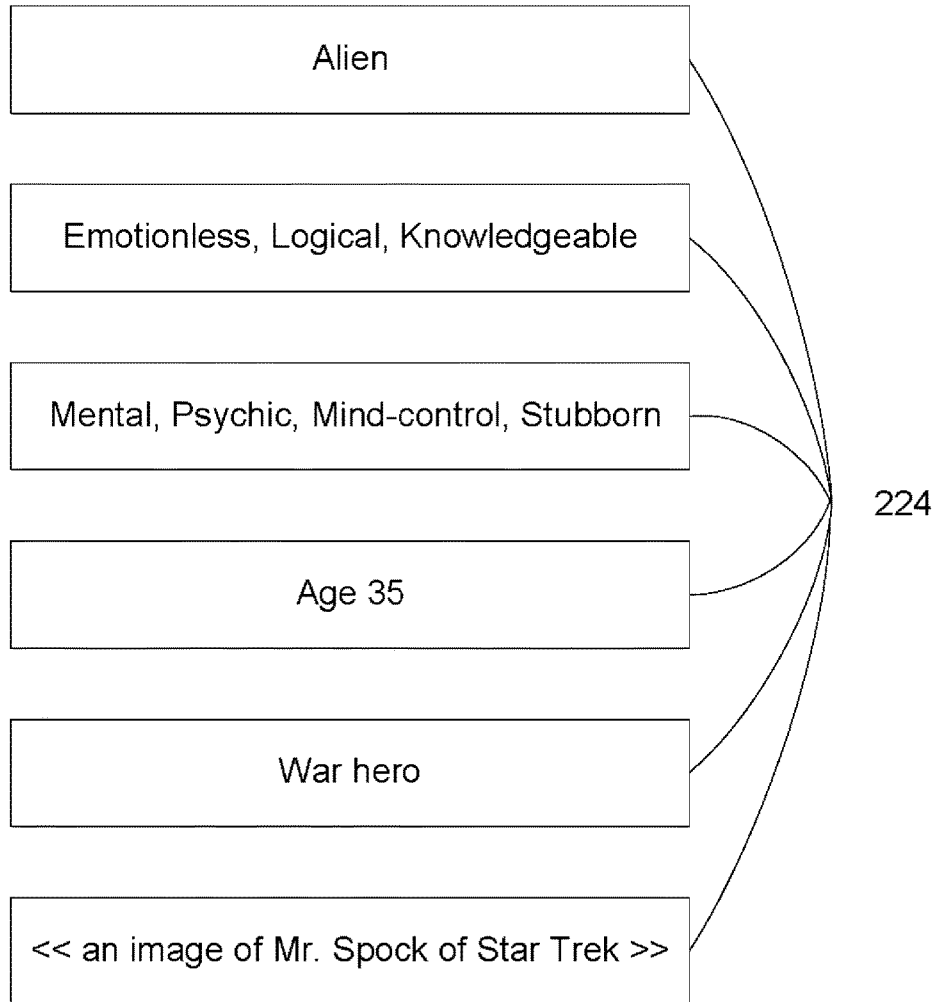 Alien
Emotionless, Logical, Knowledgeable
Mental, Psychic, Mind-control, Stubborn
224
Age 35
War hero
<< an image of Mr. Spock of Star Trek >>